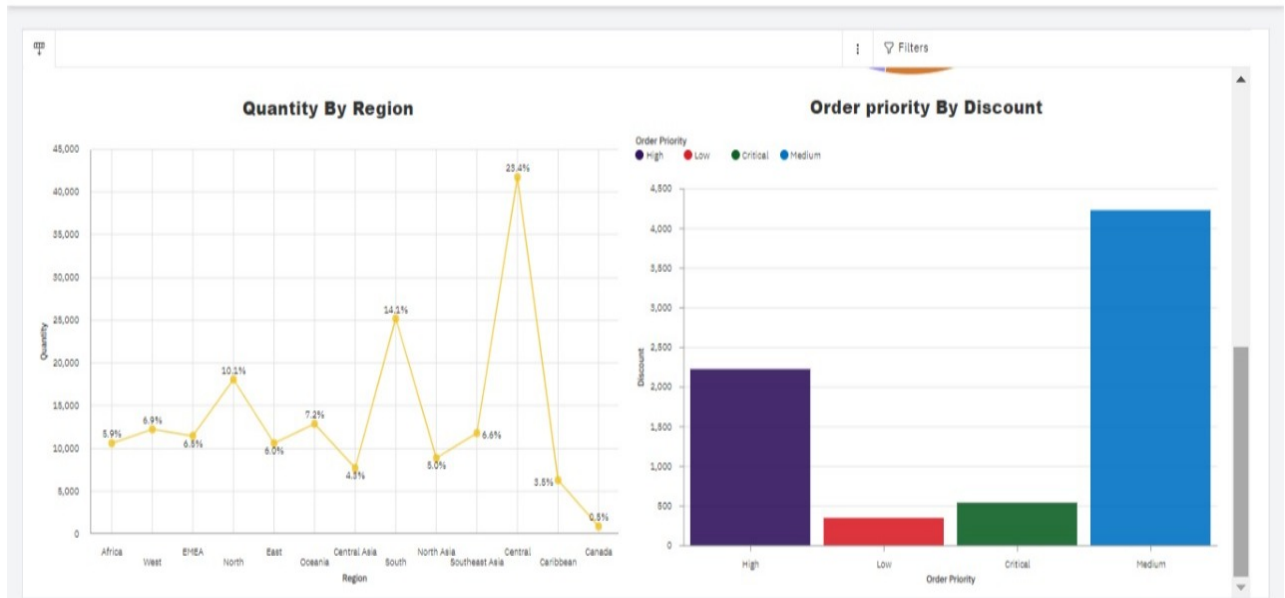 Filters
Quantity By Region
45,000
40,000
35,000
30,000
25,000
20,000
15,000
10,000
5,000
0
Quantity
5.9%
6.9%
6.5%
10.1%
6.0%
7.2%
4.3%
14.1%
5.0%
6.6%
23.4%
3.5%
0.5%
Africa
West
EMEA
North
East
Oceania
Central Asia
South
North Asia
Southeast Asia
Central
Caribbean
Canada
Region
Order priority By Discount
Order Priority
High Low Critical Medium
4,500
4,000
3,500
3,000
2,500
2,000
1,500
1,000
500
0
Discount
High Low Critical Medium
Order Priority